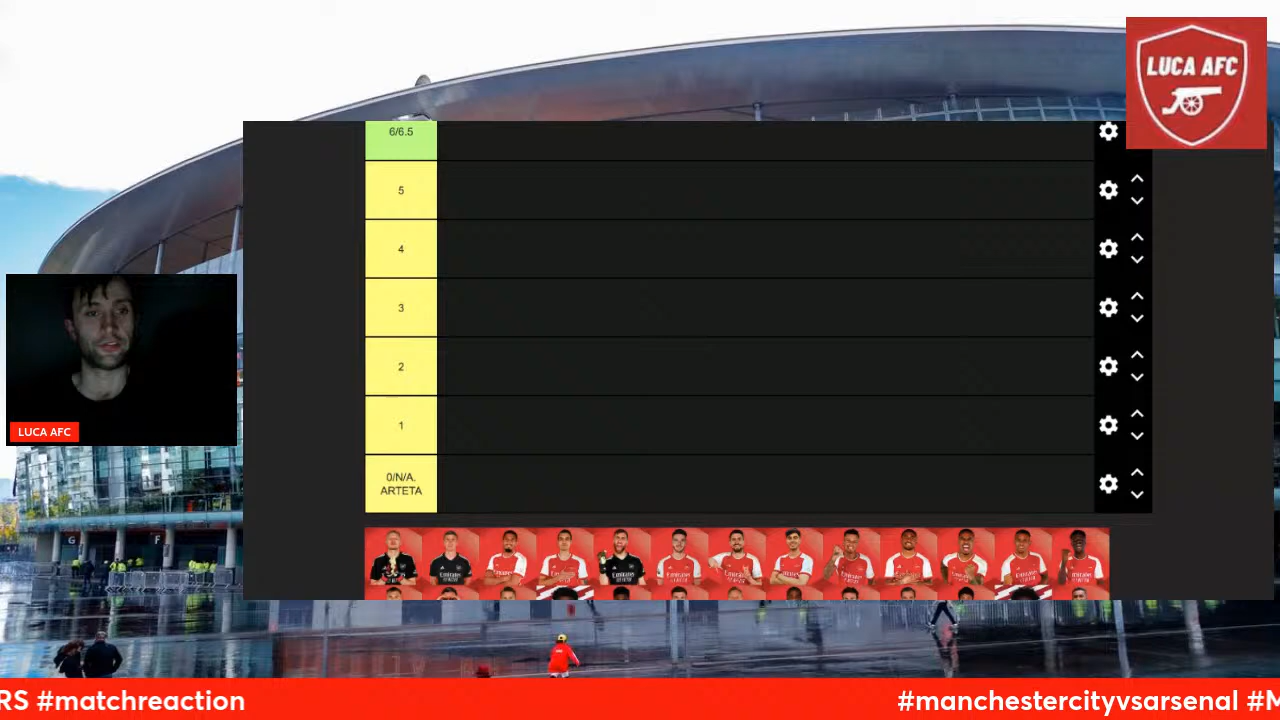 LUCA AFC
6/6.5
5
4
3
2
1
0/N/A.
ARTETA
LUCA AFC
G
F
RS #matchreaction
#manchestercityvsarsenal #M